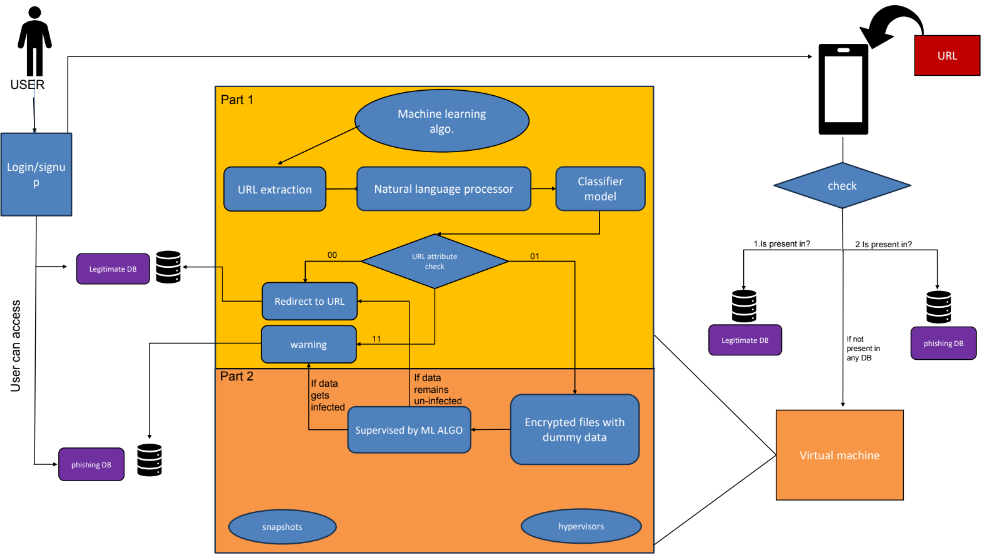 USER
URL
Login/signu
p
Part 1
Machine learning
algo.
URL extraction
Natural language processor
Classifier
model
check
URL attribute
check
00
01
1.Is present in?
2.Is present in?
Legitimate DB
Redirect to URL
warning
11
Legitimate DB
phishing DB
If not
present in
any DB
User can access
Part 2
If data
gets
infected
If data
remains
un-infected
Supervised by ML ALGO
Encrypted files with
dummy data
Virtual machine
phishing DB
snapshots
hypervisors